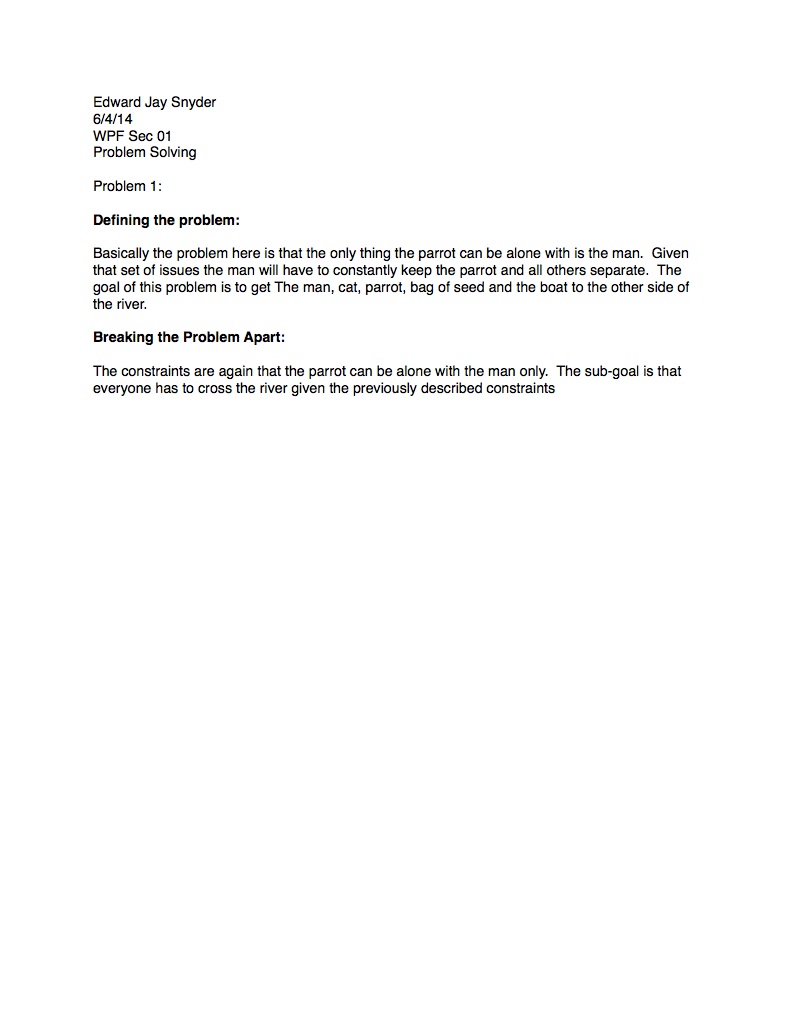 Edward Jay Snyder
6/4/14
WPF Sec 01
Problem Solving
Problem 1:
Defining the problem:
Basically the problem here is that the only thing the parrot can be alone with is the man.  Given
that set of issues the man will have to constantly keep the parrot and all others separate.  The
goal of this problem is to get The man, cat, parrot, bag of seed and the boat to the other side of
the river.
Breaking the Problem Apart:
The constraints are again that the parrot can be alone with the man only.  The sub-goal is that
everyone has to cross the river given the previously described constraints